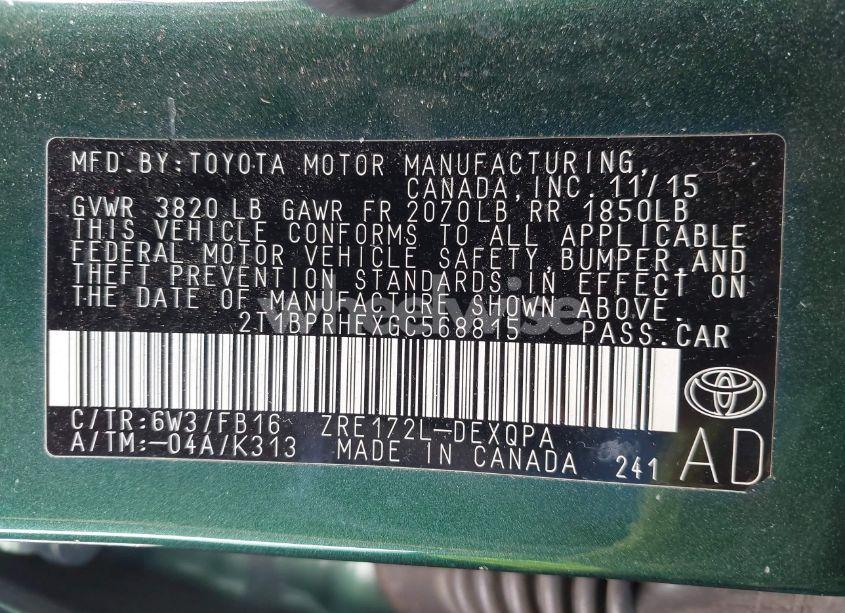 MFD.BY:TOYOTA MOTOR MANUFACTURING,
CANADA,INC. 11/15
GVWR 3820 LB GAWR FR 2070LB RR 1850LB
THIS VEHICLE CONFORMS TO ALL APPLICABLE
FEDERAL MOTOR VEHICLE SAFETY,BUMPER,AND
THEFT PREVENTION STANDARDS IN EFFECT ON
THE DATE OF MANUFACTURE SHOWN ABOVE.
wheelwise
2T1BPRHEXGC568815 PASS.CAR
C/TR:6W3/FB16 ZRE172L-DEXQPA
A/TM:-04A/K313 MADE IN CANADA 241 AD